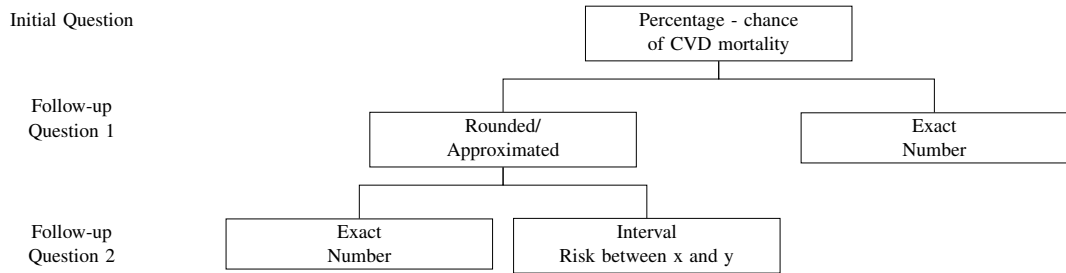 Initial Question
Percentage - chance
of CVD mortality
Follow-up
Question 1
Rounded/
Approximated
Exact
Number
Follow-up
Question 2
Exact
Number
Interval
Risk between x and y